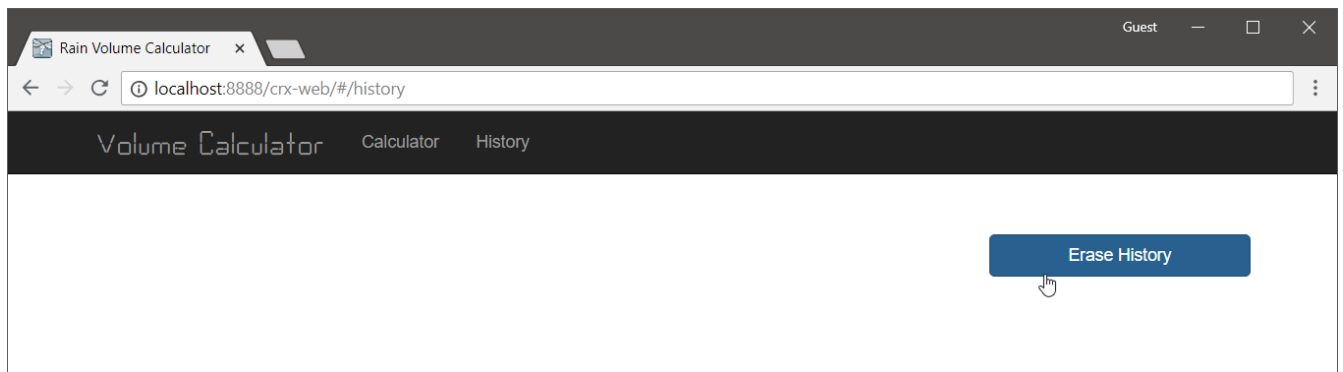 Guest
Rain Volume Calculator
localhost:8888/crx-web/#/history
Volume Calculator Calculator History
Erase History